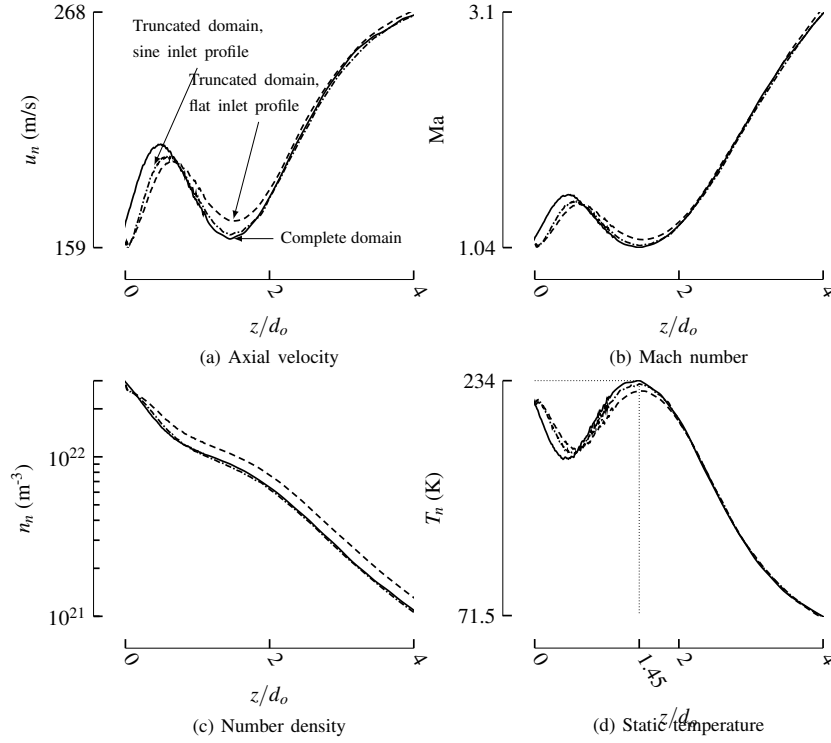 268
159
u_n (m/s)
Truncated domain,
sine inlet profile
Truncated domain,
flat inlet profile
Complete domain
0
2
4
z/d_o
(a) Axial velocity
3.1
1.04
Ma
0
2
4
z/d_o
(b) Mach number
10^22
10^21
n_n (m^-3)
0
2
4
z/d_o
(c) Number density
234
71.5
T_n (K)
0
1.45
2
4
z/d_o
(d) Static temperature